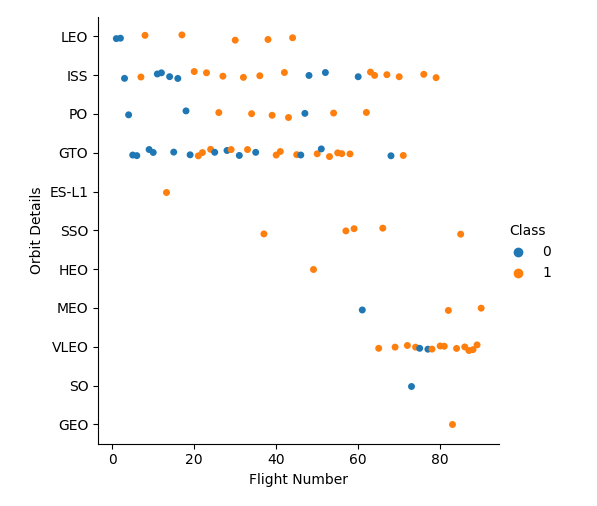 LEO
ISS
PO
GTO
ES-L1
SSO
HEO
MEO
VLEO
SO
GEO
Orbit Details
0
20
40
60
80
Flight Number
Class
0
1